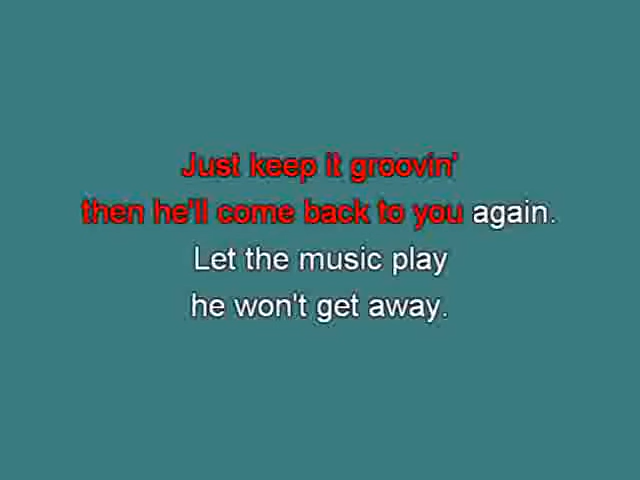 Just keep it groovin'
then he'll come back to you again.
Let the music play
he won't get away.